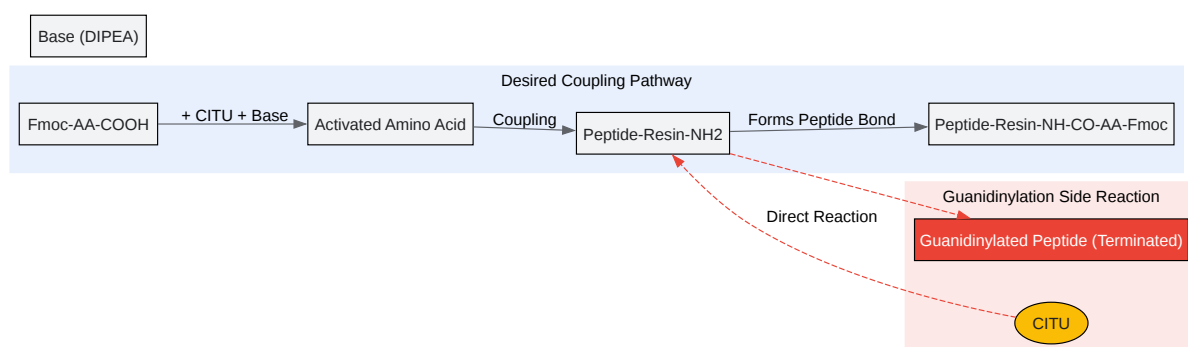 Base (DIPEA)
Desired Coupling Pathway
Fmoc-AA-COOH
+ CITU + Base
Activated Amino Acid
Coupling
Peptide-Resin-NH2
Forms Peptide Bond
Peptide-Resin-NH-CO-AA-Fmoc
Guanidinylation Side Reaction
Direct Reaction
Guanidinylated Peptide (Terminated)
CITU